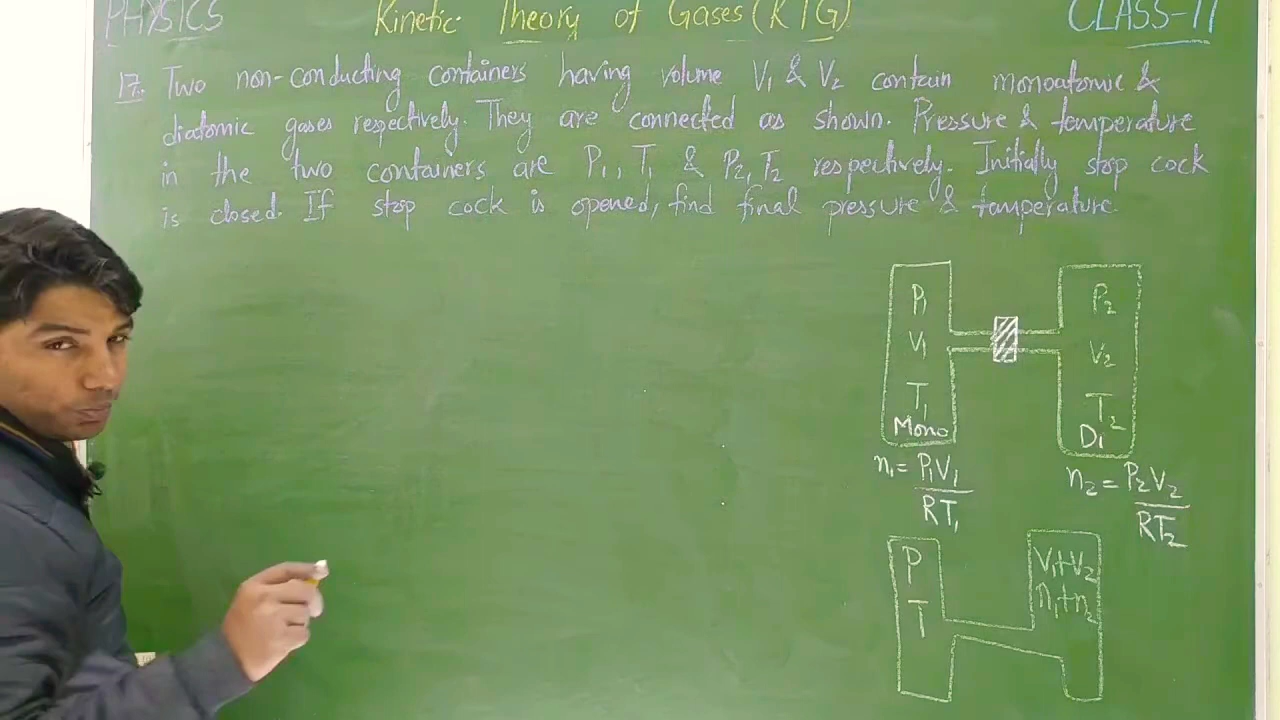 PHYSICS Kinetic Theory of Gases (KTG) CLASS-11
17. Two non-conducting containers having volume V₁ & V₂ contain monoatomic &
diatomic gases respectively. They are connected as shown. Pressure & temperature
in the two containers are P₁, T₁ & P₂, T₂ respectively. Initially stop cock
is closed. If stop cock is opened, find final pressure & temperature.
P₁
V₁
T₁
Mono
P₂
V₂
T₂
Di
n₁ = P₁V₁/RT₁
n₂ = P₂V₂/RT₂
P
T
V₁+V₂
n₁+n₂